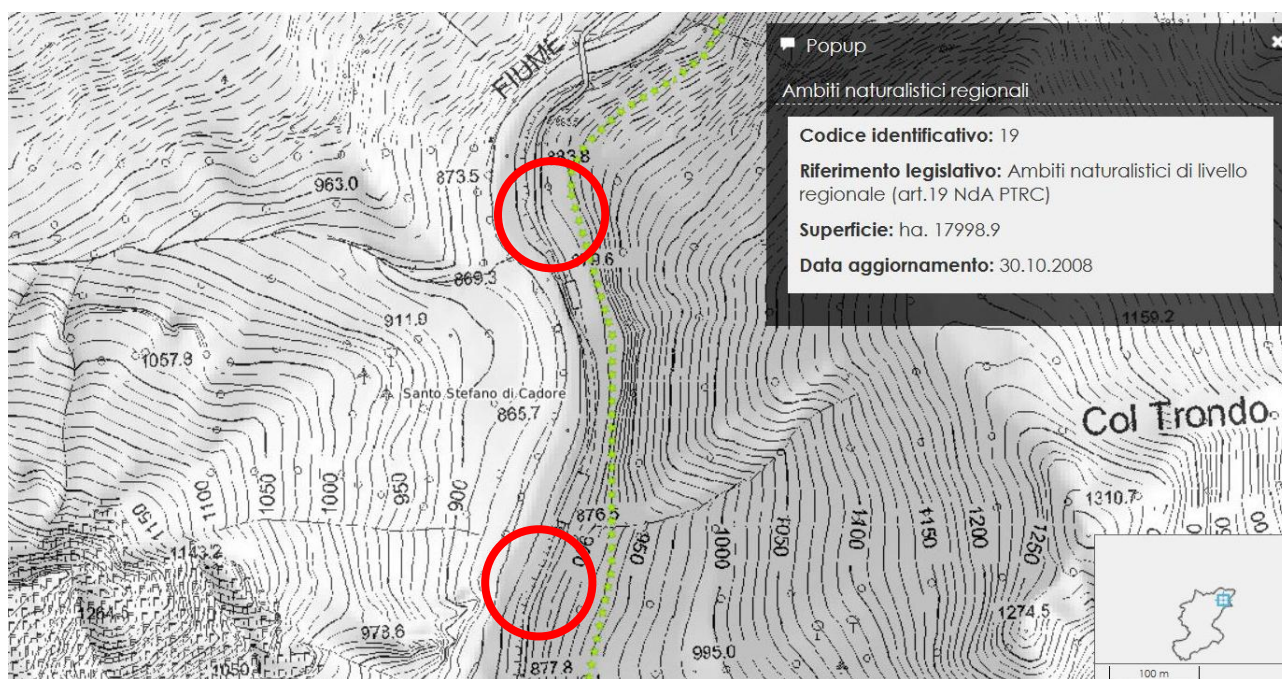 Popup
Ambiti naturalistici regionali
Codice identificativo: 19
Riferimento legislativo: Ambiti naturalistici di livello
regionale (art.19 NdA PTRC)
Superficie: ha. 17998.9
Data aggiornamento: 30.10.2008
FIUME
963.0
873.5
869.3
911.9
1057.3
1159.2
Santo Stefano di Cadore
865.7
Col Trondo
1150
1100
1050
1000
950
900
876.5
950
1000
1050
1100
1150
1200
1250
1310.7
1143.2
1274.5
973.6
995.0
877.8
100 m